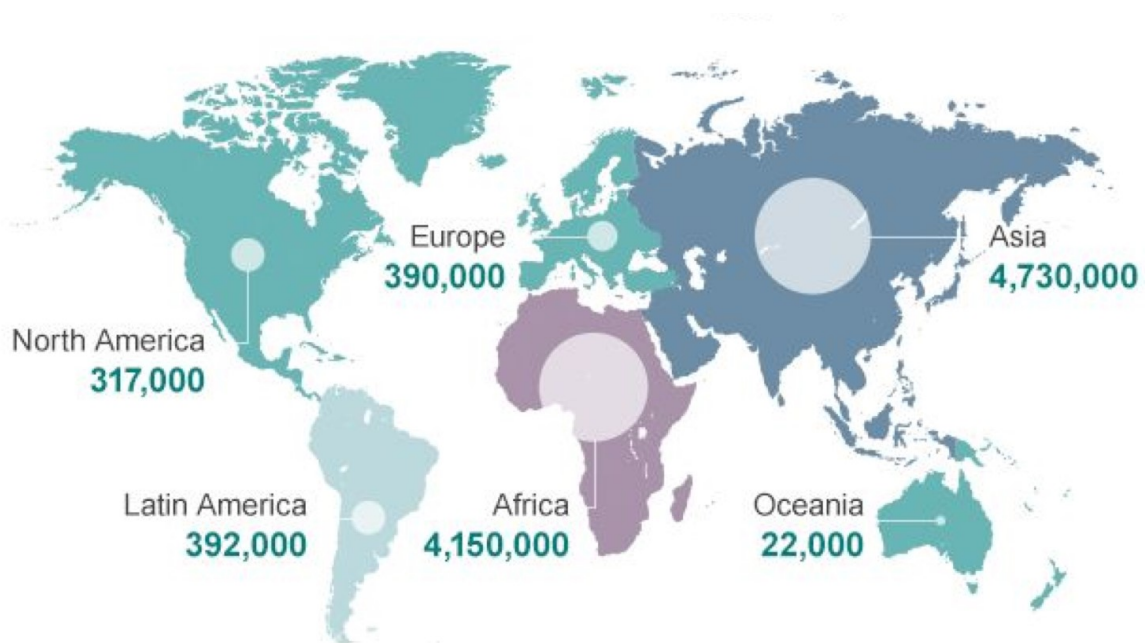 Europe
390,000
Asia
4,730,000
North America
317,000
Latin America
392,000
Africa
4,150,000
Oceania
22,000